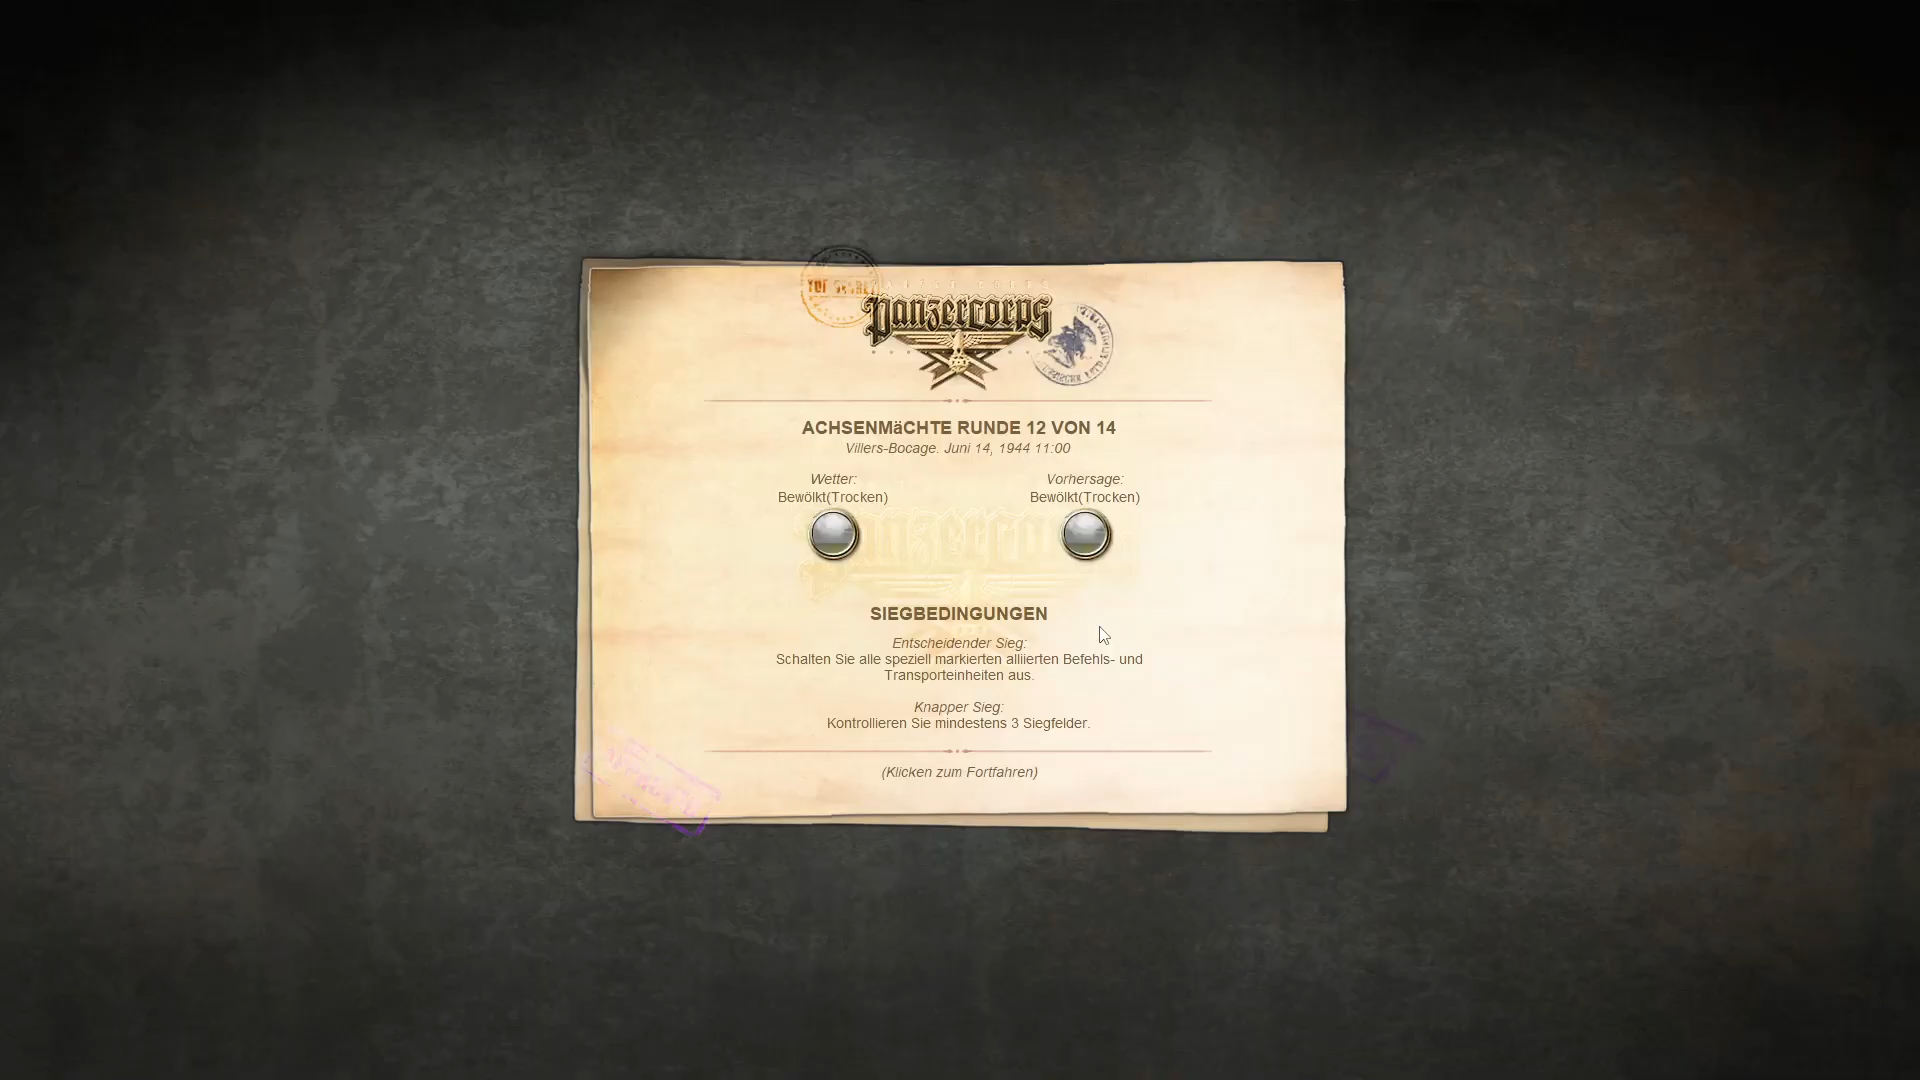 TOP SECRET
Panzercorps
ACHSENMäCHTE RUNDE 12 VON 14
Villers-Bocage. Juni 14, 1944 11:00
Wetter: Vorhersage:
Bewölkt(Trocken) Bewölkt(Trocken)
SIEGBEDINGUNGEN
Entscheidender Sieg:
Schalten Sie alle speziell markierten alliierten Befehls- und
Transporteinheiten aus.
Knapper Sieg:
Kontrollieren Sie mindestens 3 Siegfelder.
(Klicken zum Fortfahren)